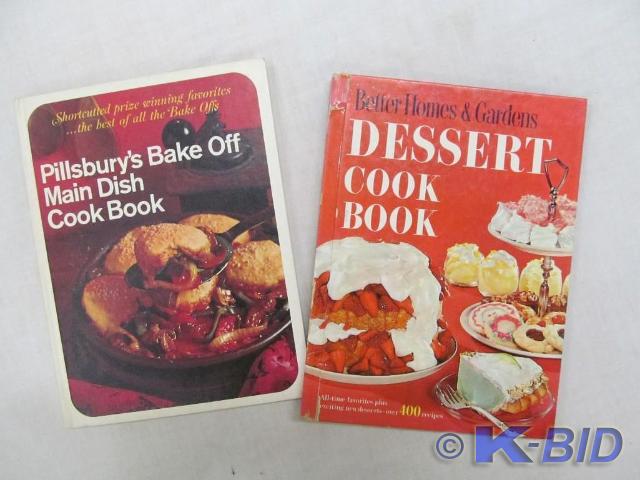 Shortcutted prize winning favorites
...the best of all the Bake Offs
Pillsbury's Bake Off
Main Dish
Cook Book
Better Homes & Gardens
DESSERT
COOK
BOOK
All-time favorites plus
exciting new desserts-over 400 recipes
© K-BID